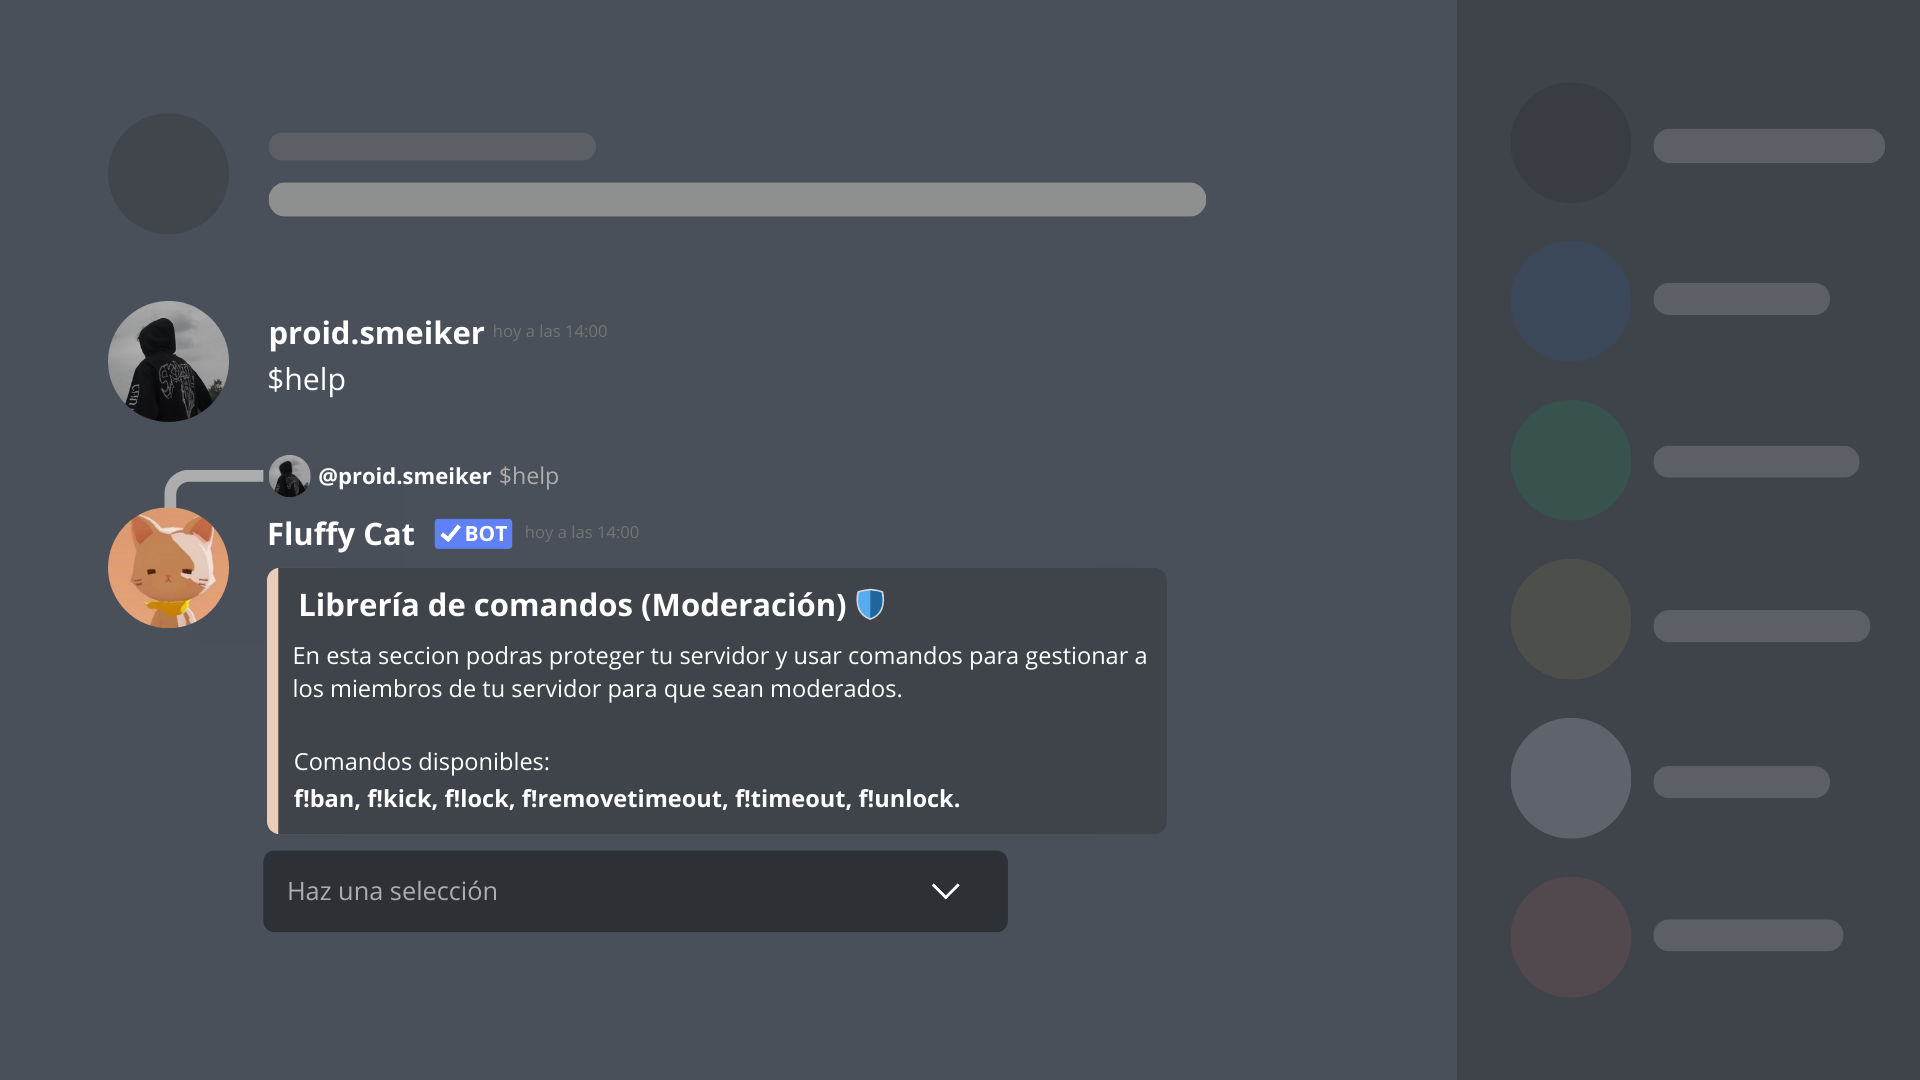 proid.smeiker hoy a las 14:00
$help
@proid.smeiker $help
Fluffy Cat BOT hoy a las 14:00
Librería de comandos (Moderación)
En esta seccion podras proteger tu servidor y usar comandos para gestionar a
los miembros de tu servidor para que sean moderados.
Comandos disponibles:
f!ban, f!kick, f!lock, f!removetimeout, f!timeout, f!unlock.
Haz una selección